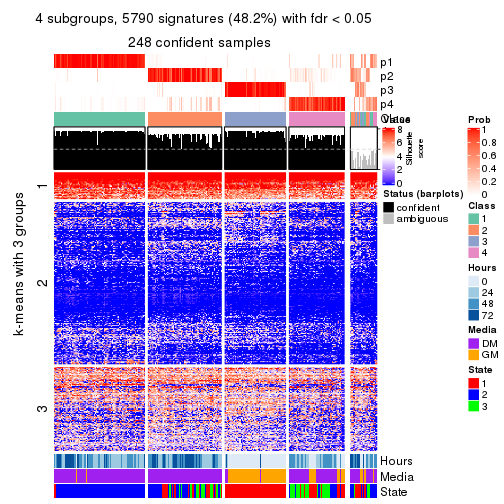 4 subgroups, 5790 signatures (48.2%) with fdr < 0.05
248 confident samples
p1
p2
p3
p4
Class
Value
8
6
4
2
0
Silhouette
score
Status (barplots)
confident
ambiguous
Prob
1
0.8
0.6
0.4
0.2
0
Class
1
2
3
4
Hours
0
24
48
72
Media
DM
GM
State
1
2
3
k-means with 3 groups
1
2
3
Hours
Media
State